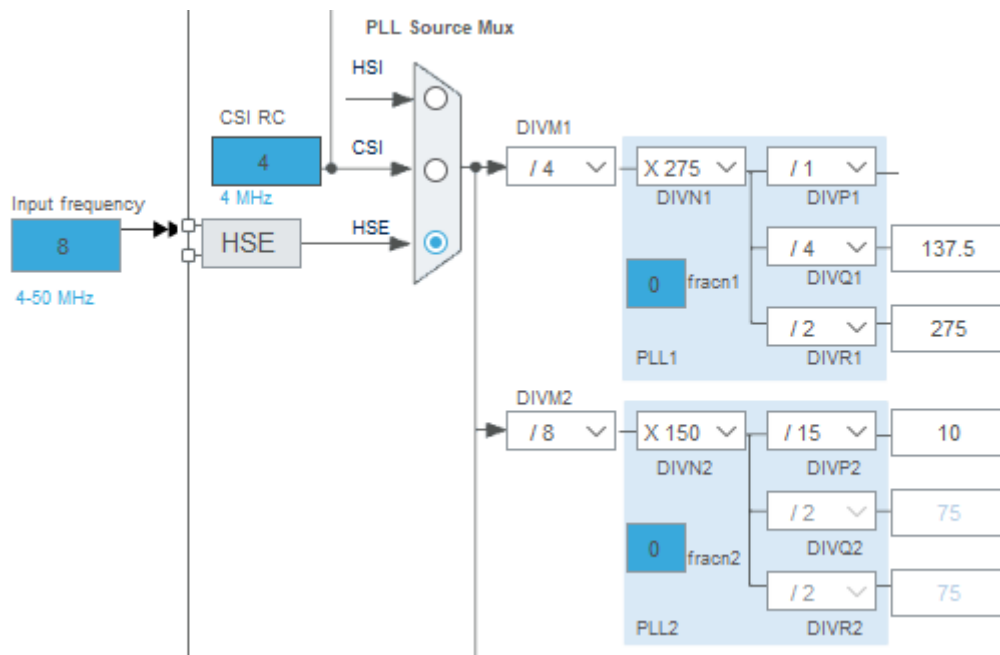 PLL Source Mux
HSI
CSI RC
4
4 MHz
CSI
Input frequency
8
4-50 MHz
HSE
HSE
DIVM1
/ 4
X 275
DIVN1
/ 1
DIVP1
0
fracn1
/ 4
DIVQ1
137.5
/ 2
DIVR1
275
PLL1
DIVM2
/ 8
X 150
DIVN2
/ 15
DIVP2
10
0
fracn2
/ 2
DIVQ2
75
/ 2
DIVR2
75
PLL2